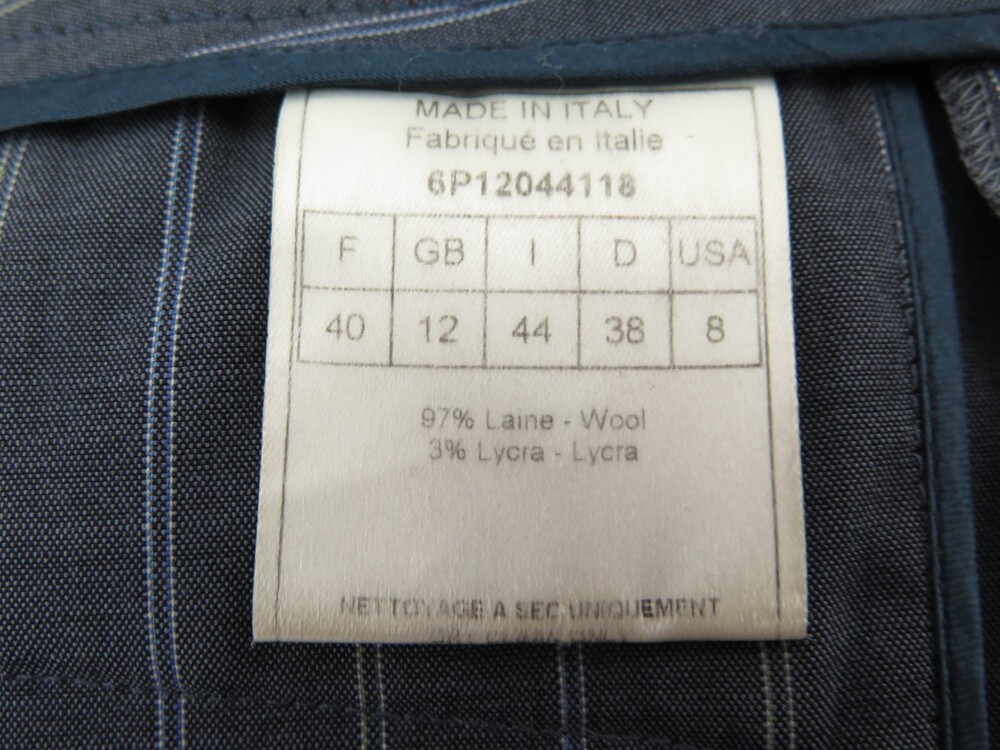 MADE IN ITALY
Fabriqué en Italie
6P12044118
F GB I D USA
40 12 44 38 8
97% Laine - Wool
3% Lycra - Lycra
NETTOYAGE A SEC UNIQUEMENT